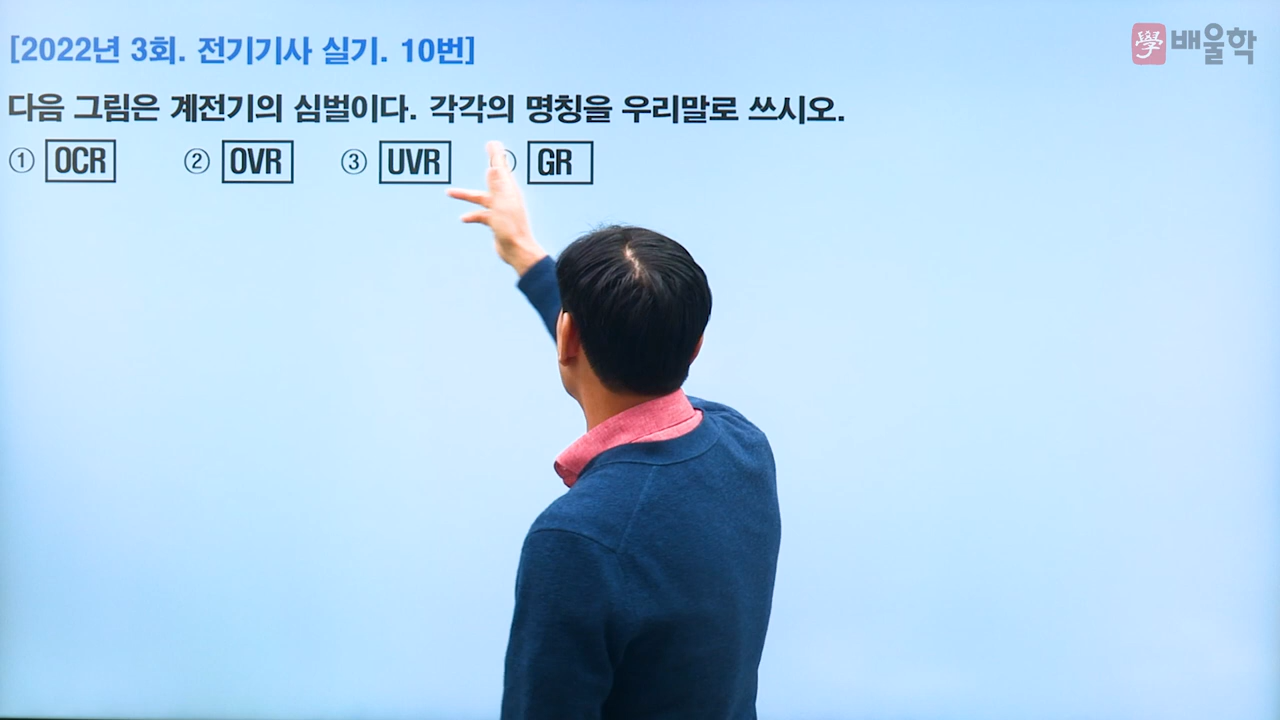 [2022년 3회. 전기기사 실기. 10번]
學 배울학
다음 그림은 계전기의 심벌이다. 각각의 명칭을 우리말로 쓰시오.
① OCR ② OVR ③ UVR GR